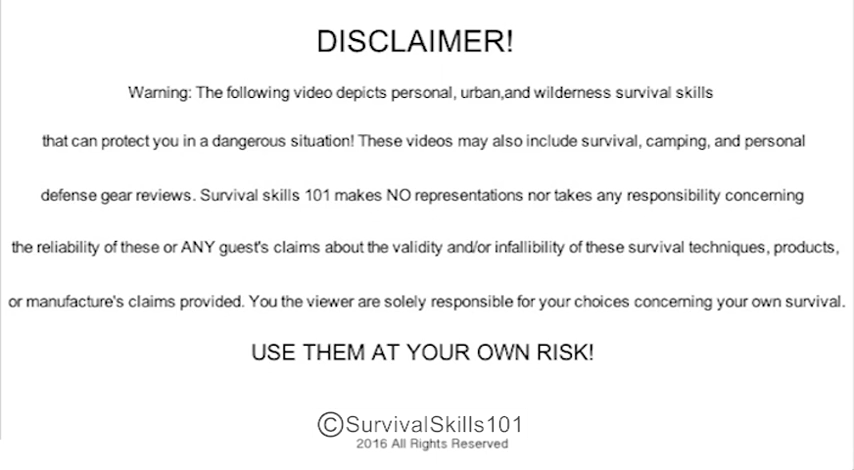 DISCLAIMER!
Warning: The following video depicts personal, urban,and wilderness survival skills
that can protect you in a dangerous situation! These videos may also include survival, camping, and personal
defense gear reviews. Survival skills 101 makes NO representations nor takes any responsibility concerning
the reliability of these or ANY guest's claims about the validity and/or infallibility of these survival techniques, products,
or manufacture's claims provided. You the viewer are solely responsible for your choices concerning your own survival.
USE THEM AT YOUR OWN RISK!
©SurvivalSkills101
2016 All Rights Reserved